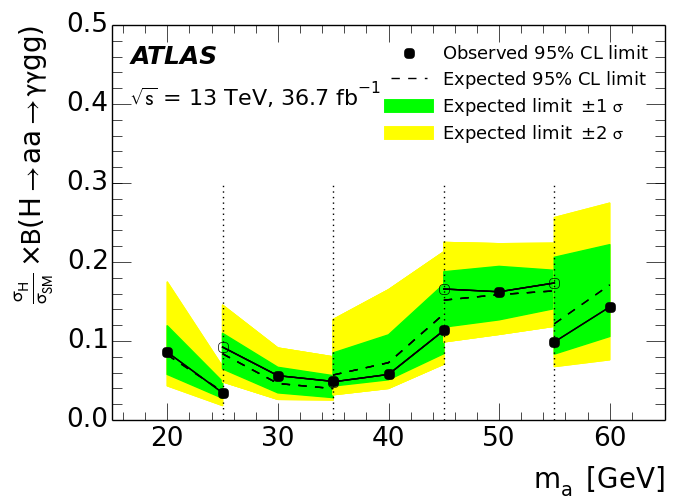 ATLAS
√s = 13 TeV, 36.7 fb⁻¹
Observed 95% CL limit
Expected 95% CL limit
Expected limit ±1 σ
Expected limit ±2 σ
σH/σSM ×B(H→aa→γγgg)
0.5
0.4
0.3
0.2
0.1
0.0
20 30 40 50 60
ma [GeV]